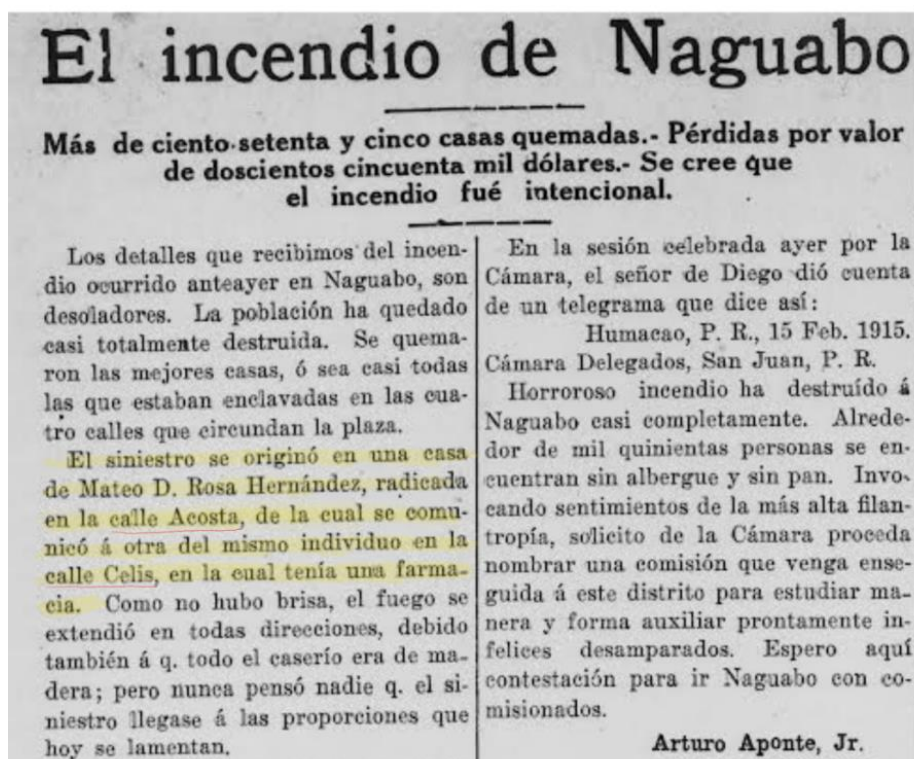 El incendio de Naguabo
Más de ciento setenta y cinco casas quemadas.- Pérdidas por valor
de doscientos cincuenta mil dólares.- Se cree que
el incendio fué intencional.
Los detalles que recibimos del incen-
dio ocurrido anteayer en Naguabo, son
desoladores. La población ha quedado
casi totalmente destruida. Se quema-
ron las mejores casas, ó sea casi todas
las que estaban enclavadas en las cua-
tro calles que circundan la plaza.
El siniestro se originó en una casa
de Mateo D. Rosa Hernández, radicada
en la calle Acosta, de la cual se comu-
nicó á otra del mismo individuo en la
calle Celis, en la cual tenía una farma-
cia. Como no hubo brisa, el fuego se
extendió en todas direcciones, debido
también á q. todo el caserío era de ma-
dera; pero nunca pensó nadie q. el si-
niestro llegase á las proporciones que
hoy se lamentan.
En la sesión celebrada ayer por la
Cámara, el señor de Diego dió cuenta
de un telegrama que dice así:
Humacao, P. R., 15 Feb. 1915.
Cámara Delegados, San Juan, P. R.
Horroroso incendio ha destruído á
Naguabo casi completamente. Alrede-
dor de mil quinientas personas se en-
cuentran sin albergue y sin pan. Invo-
cando sentimientos de la más alta filan-
tropía, solicito de la Cámara proceda
nombrar una comisión que venga ense-
guida á este distrito para estudiar ma-
nera y forma auxiliar prontamente in-
felices desamparados. Espero aquí
contestación para ir Naguabo con co-
misionados.
Arturo Aponte, Jr.